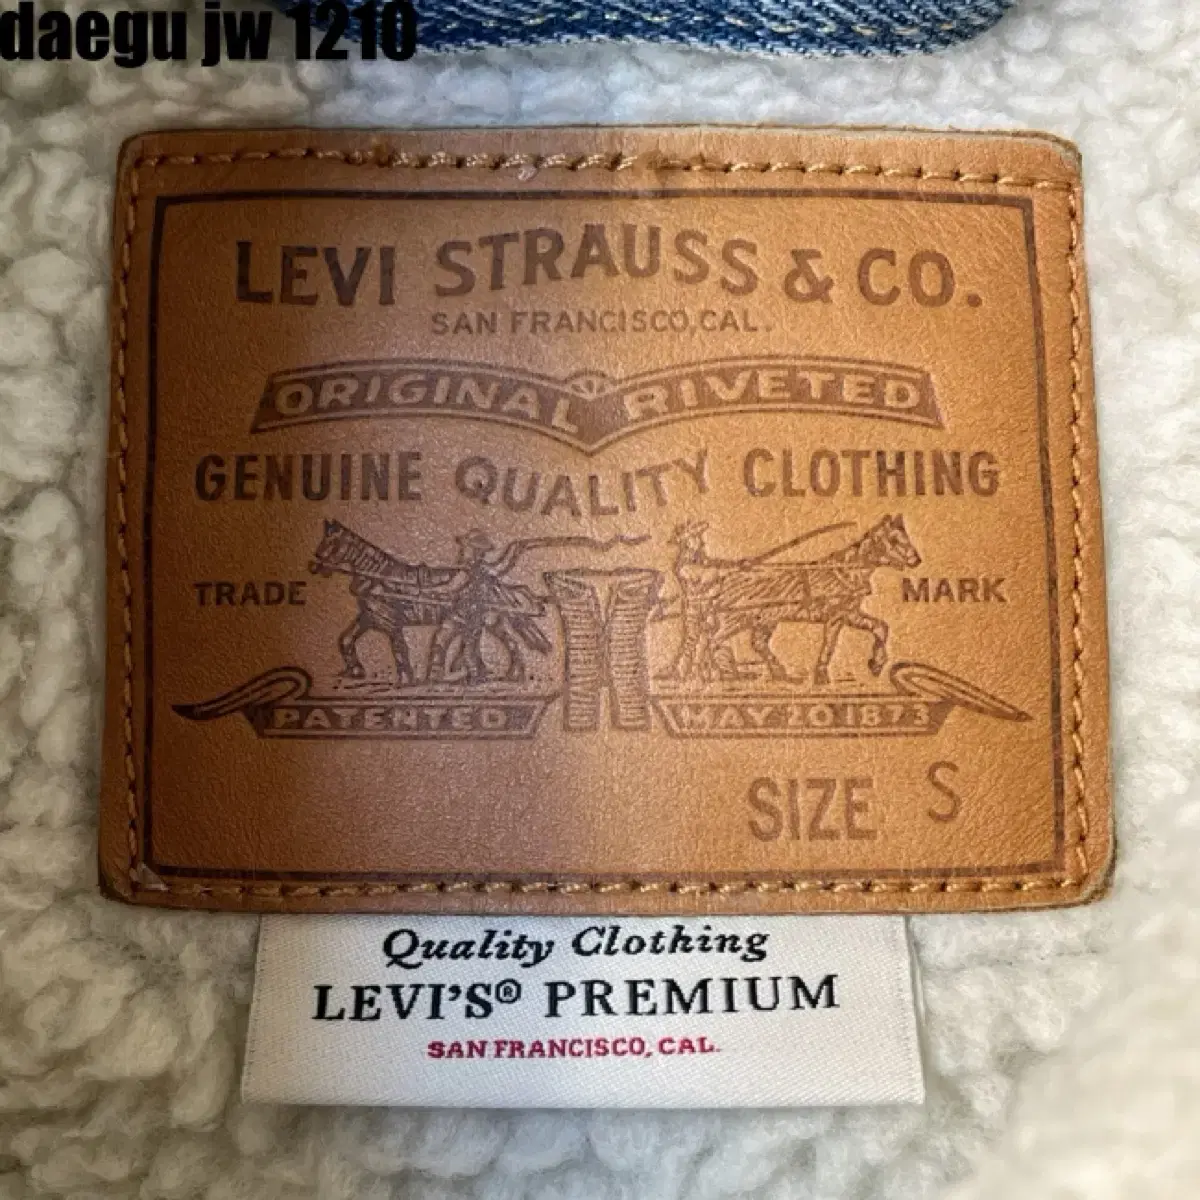 daegu jw 1210
LEVI STRAUSS & CO.
SAN FRANCISCO, CAL.
ORIGINAL RIVETED
GENUINE QUALITY CLOTHING
TRADE MARK
PATENTED MAY 20 1873
SIZE S
Quality Clothing
LEVI'S® PREMIUM
SAN FRANCISCO, CAL.